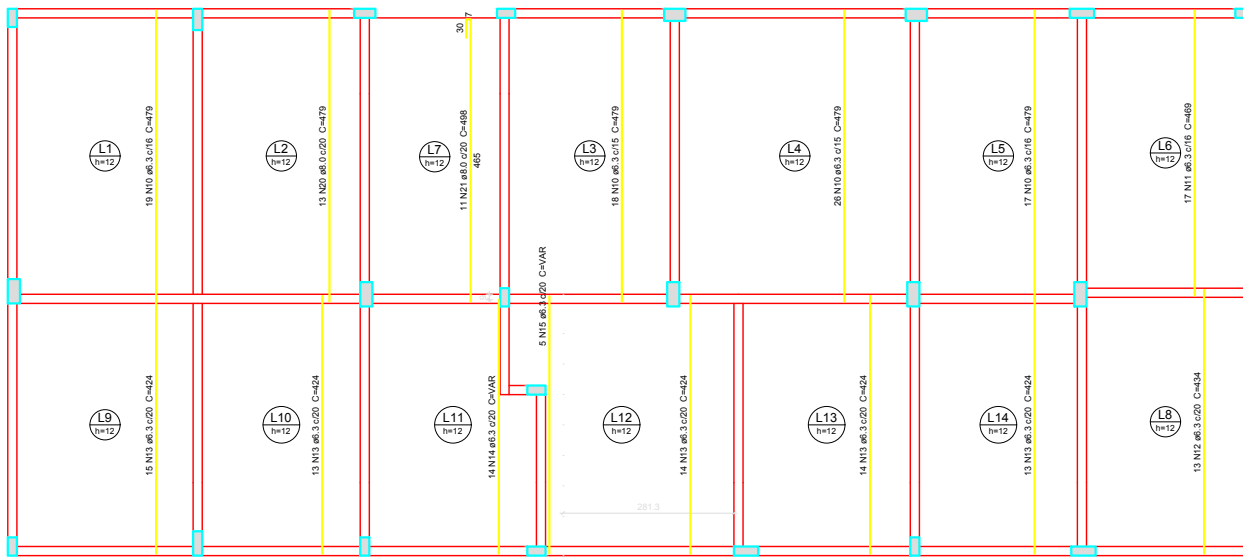 7
30
L1
h=12
19 N10 ø6.3 c/16 C=479
L2
h=12
13 N20 ø8.0 c/20 C=479
L7
h=12
11 N21 ø8.0 c/20 C=498
465
L3
h=12
18 N10 ø6.3 c/15 C=479
L4
h=12
26 N10 ø6.3 c/15 C=479
L5
h=12
17 N10 ø6.3 c/16 C=479
L6
h=12
17 N11 ø6.3 c/16 C=469
5 N15 ø6.3 c/20 C=VAR
L9
h=12
15 N13 ø6.3 c/20 C=424
L10
h=12
13 N13 ø6.3 c/20 C=424
L11
h=12
14 N14 ø6.3 c/20 C=VAR
L12
h=12
14 N13 ø6.3 c/20 C=424
L13
h=12
14 N13 ø6.3 c/20 C=424
L14
h=12
13 N13 ø6.3 c/20 C=424
L8
h=12
13 N12 ø6.3 c/20 C=434
261.3